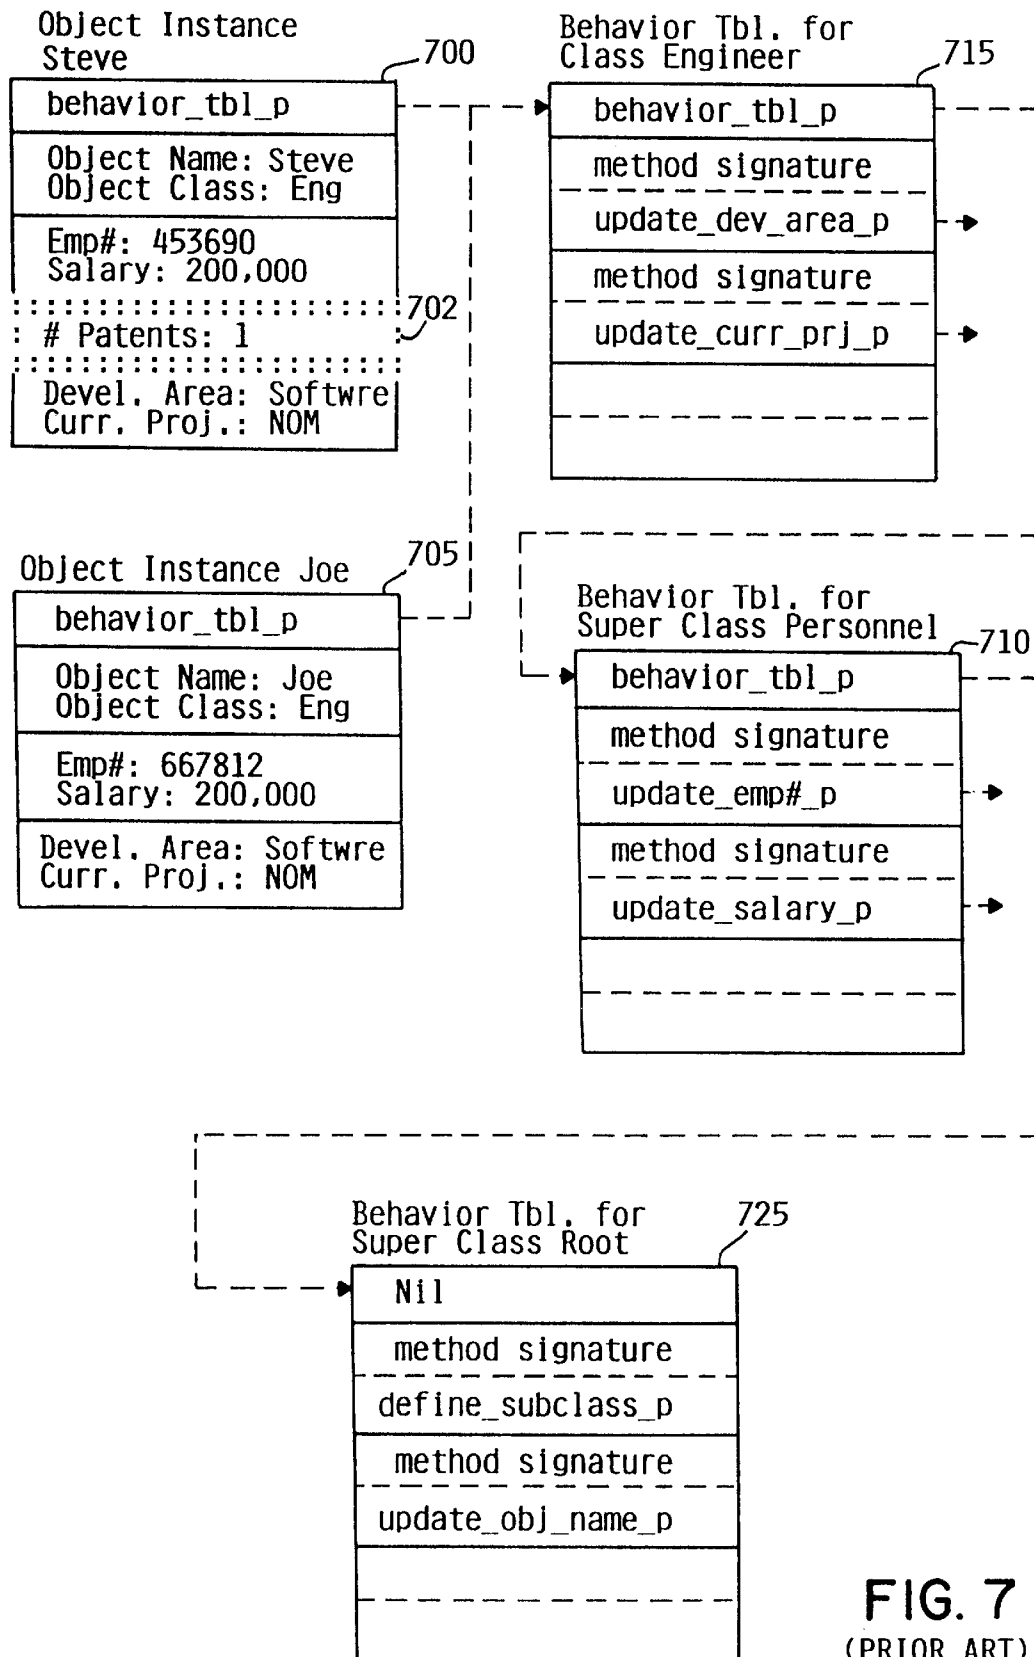 Object Instance
Steve
700
behavior_tbl_p
Object Name: Steve
Object Class: Eng
Emp#: 453690
Salary: 200,000
702
# Patents: 1
Devel. Area: Softwre
Curr. Proj.: NOM
Behavior Tbl. for
Class Engineer
715
behavior_tbl_p
method signature
update_dev_area_p
method signature
update_curr_prj_p
Object Instance Joe
705
behavior_tbl_p
Object Name: Joe
Object Class: Eng
Emp#: 667812
Salary: 200,000
Devel. Area: Softwre
Curr. Proj.: NOM
Behavior Tbl. for
Super Class Personnel
710
behavior_tbl_p
method signature
update_emp#_p
method signature
update_salary_p
Behavior Tbl. for
Super Class Root
725
Nil
method signature
define_subclass_p
method signature
update_obj_name_p
FIG. 7
(PRIOR ART)